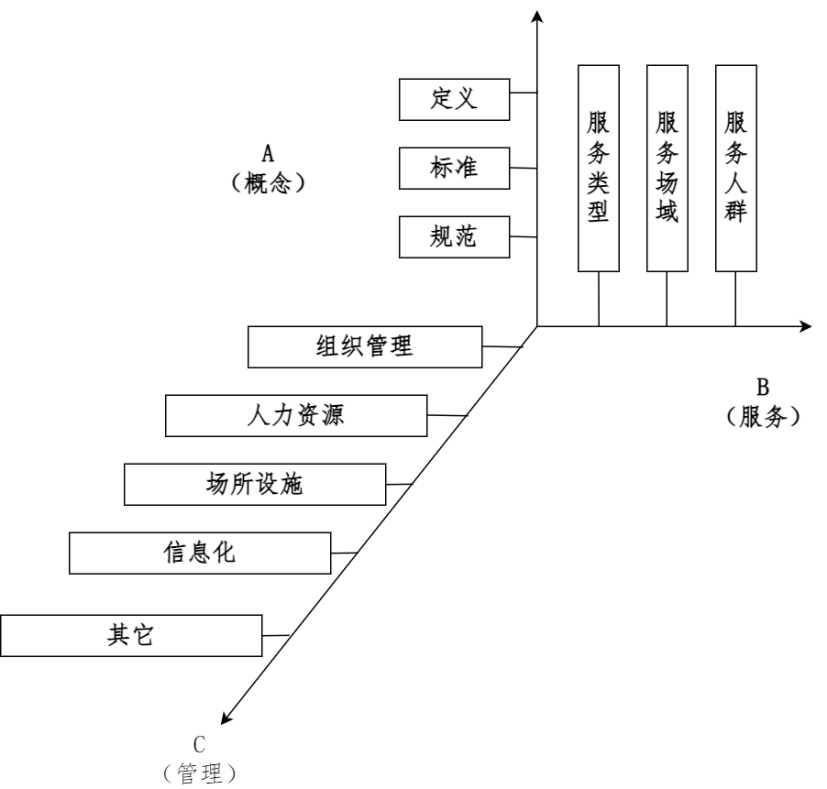 定义
标准
规范
A
（概念）
服务类型
服务场域
服务人群
组织管理
人力资源
场所设施
信息化
其它
B
（服务）
C
（管理）